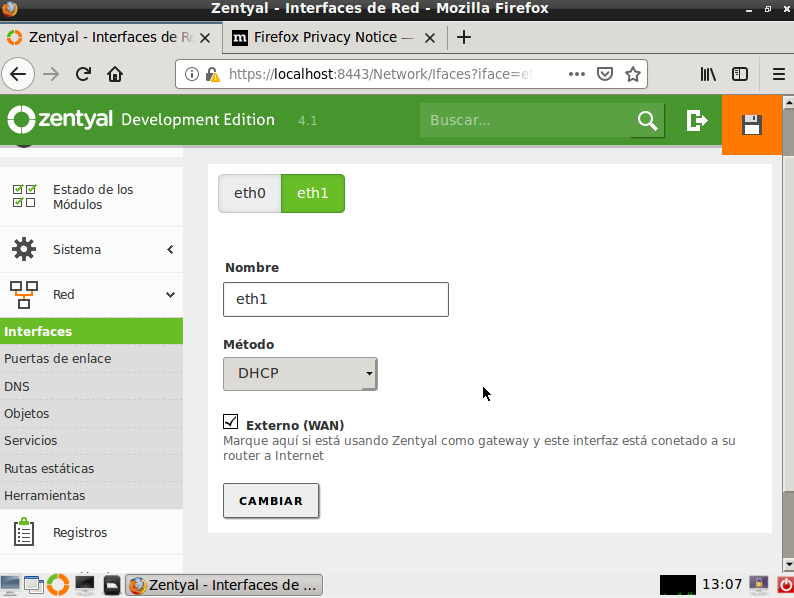 Zentyal - Interfaces de Red - Mozilla Firefox
Zentyal - Interfaces de Re
Firefox Privacy Notice —
https://localhost:8443/Network/Ifaces?iface=et
zentyal Development Edition 4.1
Buscar...
Estado de los
Módulos
Sistema
Red
Interfaces
Puertas de enlace
DNS
Objetos
Servicios
Rutas estáticas
Herramientas
Registros
eth0
eth1
Nombre
eth1
Método
DHCP
Externo (WAN)
Marque aquí si está usando Zentyal como gateway y este interfaz está conetado a su
router a Internet
CAMBIAR
Zentyal - Interfaces de ...
13:07